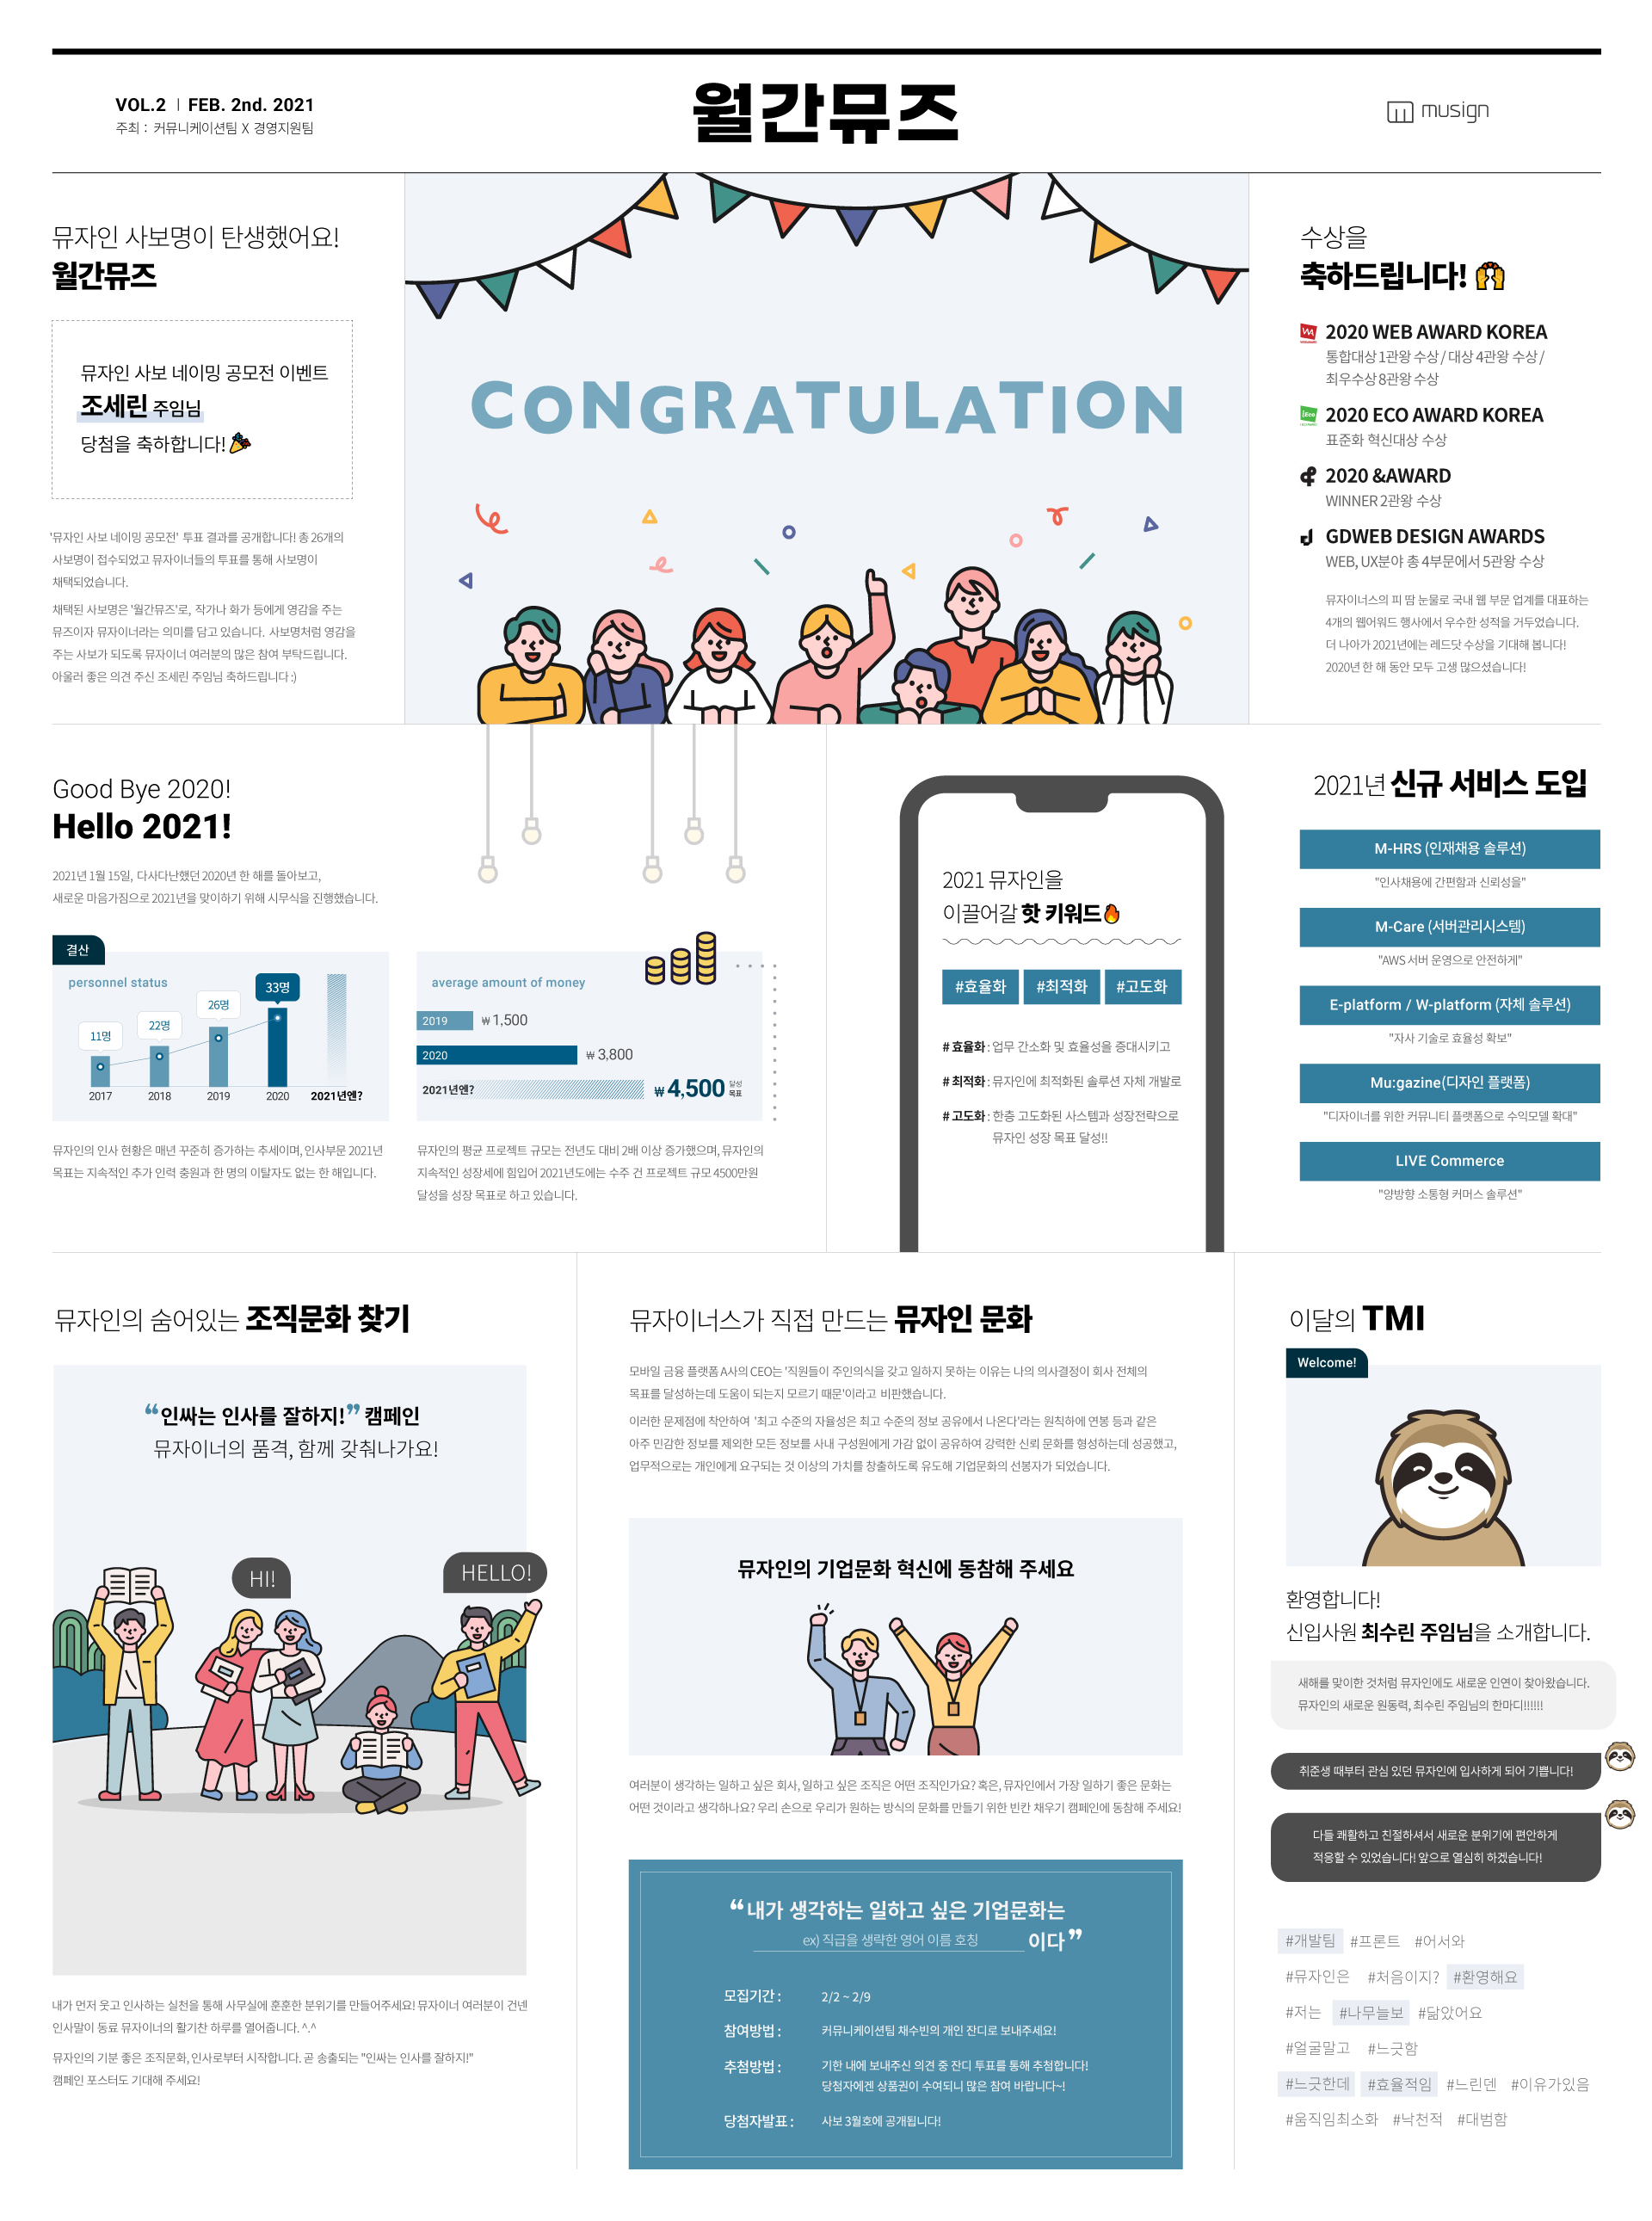 VOL.2 | FEB. 2nd. 2021
주최 : 커뮤니케이션팀 X 경영지원팀
월간뮤즈
musign
뮤자인 사보명이 탄생했어요!
월간뮤즈
뮤자인 사보 네이밍 공모전 이벤트
조세린 주임님
당첨을 축하합니다!
'뮤자인 사보 네이밍 공모전' 투표 결과를 공개합니다! 총 26개의
사보명이 접수되었고 뮤자이너들의 투표를 통해 사보명이
채택되었습니다.
채택된 사보명은 '월간뮤즈'로, 작가나 화가 등에게 영감을 주는
뮤즈이자 뮤자이너라는 의미를 담고 있습니다. 사보명처럼 영감을
주는 사보가 되도록 뮤자이너 여러분의 많은 참여 부탁드립니다.
아울러 좋은 의견 주신 조세린 주임님 축하드립니다 :)
CONGRATULATION
수상을
축하드립니다!
WA
2020 WEB AWARD KOREA
통합대상 1관왕 수상 / 대상 4관왕 수상 /
최우수상 8관왕 수상
2020 ECO AWARD KOREA
표준화 혁신대상 수상
2020 &AWARD
WINNER 2관왕 수상
GDWEB DESIGN AWARDS
WEB, UX분야 총 4부문에서 5관왕 수상
뮤자이너스의 피 땀 눈물로 국내 웹 부문 업계를 대표하는
4개의 웹어워드 행사에서 우수한 성적을 거두었습니다.
더 나아가 2021년에는 레드닷 수상을 기대해 봅니다!
2020년 한 해 동안 모두 고생 많으셨습니다!
Good Bye 2020!
Hello 2021!
2021년 1월 15일, 다사다난했던 2020년 한 해를 돌아보고,
새로운 마음가짐으로 2021년을 맞이하기 위해 시무식을 진행했습니다.
결산
personnel status
11명
22명
26명
33명
2017 2018 2019 2020 2021년엔?
뮤자인의 인사 현황은 매년 꾸준히 증가하는 추세이며, 인사부문 2021년
목표는 지속적인 추가 인력 충원과 한 명의 이탈자도 없는 한 해입니다.
average amount of money
2019 ₩ 1,500
2020 ₩ 3,800
2021년엔? ₩ 4,500 달성 목표
뮤자인의 평균 프로젝트 규모는 전년도 대비 2배 이상 증가했으며, 뮤자인의
지속적인 성장세에 힘입어 2021년도에는 수주 건 프로젝트 규모 4500만원
달성을 성장 목표로 하고 있습니다.
2021 뮤자인을
이끌어갈 핫 키워드
#효율화 #최적화 #고도화
# 효율화 : 업무 간소화 및 효율성을 증대시키고
# 최적화 : 뮤자인에 최적화된 솔루션 자체 개발로
# 고도화 : 한층 고도화된 시스템과 성장전략으로
뮤자인 성장 목표 달성!!
2021년 신규 서비스 도입
M-HRS (인재채용 솔루션)
"인사채용에 간편함과 신뢰성을"
M-Care (서버관리시스템)
"AWS 서버 운영으로 안전하게"
E-platform / W-platform (자체 솔루션)
"자사 기술로 효율성 확보"
Mu:gazine(디자인 플랫폼)
"디자이너를 위한 커뮤니티 플랫폼으로 수익모델 확대"
LIVE Commerce
"양방향 소통형 커머스 솔루션"
뮤자인의 숨어있는 조직문화 찾기
“인싸는 인사를 잘하지!” 캠페인
뮤자이너의 품격, 함께 갖춰나가요!
HI!
HELLO!
내가 먼저 웃고 인사하는 실천을 통해 사무실에 훈훈한 분위기를 만들어주세요! 뮤자이너 여러분이 건넨
인사말이 동료 뮤자이너의 활기찬 하루를 열어줍니다. ^.^
뮤자인의 기분 좋은 조직문화, 인사로부터 시작합니다. 곧 송출되는 "인싸는 인사를 잘하지!"
캠페인 포스터도 기대해 주세요!
뮤자이너스가 직접 만드는 뮤자인 문화
모바일 금융 플랫폼 A사의 CEO는 '직원들이 주인의식을 갖고 일하지 못하는 이유는 나의 의사결정이 회사 전체의
목표를 달성하는데 도움이 되는지 모르기 때문'이라고 비판했습니다.
이러한 문제점에 착안하여 '최고 수준의 자율성은 최고 수준의 정보 공유에서 나온다'라는 원칙하에 연봉 등과 같은
아주 민감한 정보를 제외한 모든 정보를 사내 구성원에게 가감 없이 공유하여 강력한 신뢰 문화를 형성하는데 성공했고,
업무적으로는 개인에게 요구되는 것 이상의 가치를 창출하도록 유도해 기업문화의 선봉자가 되었습니다.
뮤자인의 기업문화 혁신에 동참해 주세요
여러분이 생각하는 일하고 싶은 회사, 일하고 싶은 조직은 어떤 조직인가요? 혹은, 뮤자인에서 가장 일하기 좋은 문화는
어떤 것이라고 생각하나요? 우리 손으로 우리가 원하는 방식의 문화를 만들기 위한 빈칸 채우기 캠페인에 동참해 주세요!
“내가 생각하는 일하고 싶은 기업문화는
ex) 직급을 생략한 영어 이름 호칭 이다”
모집기간 : 2/2 ~ 2/9
참여방법 : 커뮤니케이션팀 채수빈의 개인 잔디로 보내주세요!
추첨방법 : 기한 내에 보내주신 의견 중 잔디 투표를 통해 추첨합니다!
당첨자에겐 상품권이 수여되니 많은 참여 바랍니다~!
당첨자발표 : 사보 3월호에 공개됩니다!
이달의 TMI
Welcome!
환영합니다!
신입사원 최수린 주임님을 소개합니다.
새해를 맞이한 것처럼 뮤자인에도 새로운 인연이 찾아왔습니다.
뮤자인의 새로운 원동력, 최수린 주임님의 한마디!!!!!!
취준생 때부터 관심 있던 뮤자인에 입사하게 되어 기쁩니다!
다들 쾌활하고 친절하셔서 새로운 분위기에 편안하게
적응할 수 있었습니다! 앞으로 열심히 하겠습니다!
#개발팀 #프론트 #어서와
#뮤자인은 #처음이지? #환영해요
#저는 #나무늘보 #닮았어요
#얼굴말고 #느긋함
#느긋한데 #효율적임 #느린덴 #이유가있음
#움직임최소화 #낙천적 #대범함